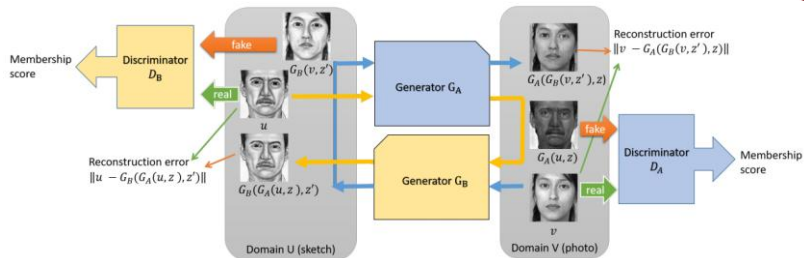 Membership
score
Discriminator
D_B
fake
real
G_B(v, z′)
u
G_B(G_A(u, z), z′)
Reconstruction error
‖u − G_B(G_A(u, z), z′)‖
Domain U (sketch)
Generator G_A
Generator G_B
G_A(G_B(v, z′), z)
G_A(u, z)
v
Domain V (photo)
Reconstruction error
‖v − G_A(G_B(v, z′), z)‖
fake
real
Discriminator
D_A
Membership
score